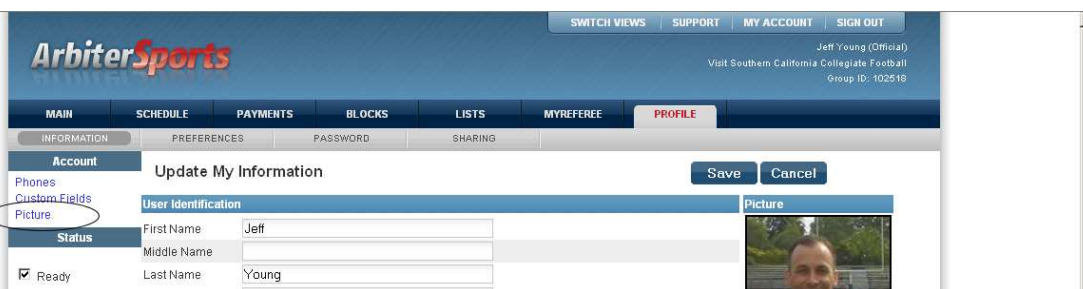 SWITCH VIEWS SUPPORT MY ACCOUNT SIGN OUT
ArbiterSports
Jeff Young (Official)
Visit Southern California Collegiate Football
Group ID: 102518
MAIN SCHEDULE PAYMENTS BLOCKS LISTS MYREFEREE PROFILE
INFORMATION PREFERENCES PASSWORD SHARING
Account
Phones
Custom Fields
Picture
Status
Ready
Update My Information
Save Cancel
User Identification
First Name Jeff
Middle Name
Last Name Young
Picture